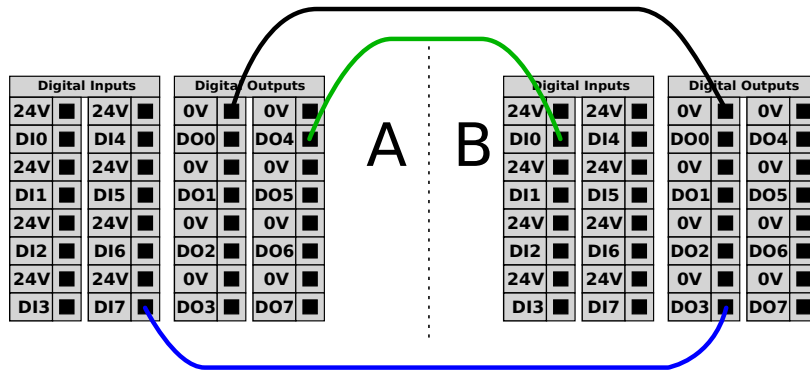 Digital Inputs Digital Outputs Digital Inputs Digital Outputs
24V 24V 0V 0V 24V 24V 0V 0V
DI0 DI4 DO0 DO4 A B DI0 DI4 DO0 DO4
24V 24V 0V 0V 24V 24V 0V 0V
DI1 DI5 DO1 DO5 DI1 DI5 DO1 DO5
24V 24V 0V 0V 24V 24V 0V 0V
DI2 DI6 DO2 DO6 DI2 DI6 DO2 DO6
24V 24V 0V 0V 24V 24V 0V 0V
DI3 DI7 DO3 DO7 DI3 DI7 DO3 DO7